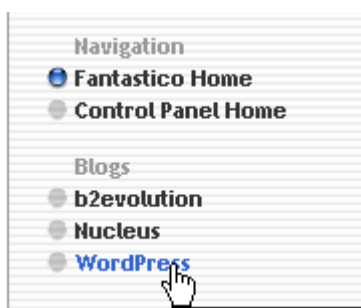 Navigation
Fantastico Home
Control Panel Home
Blogs
b2evolution
Nucleus
WordPress